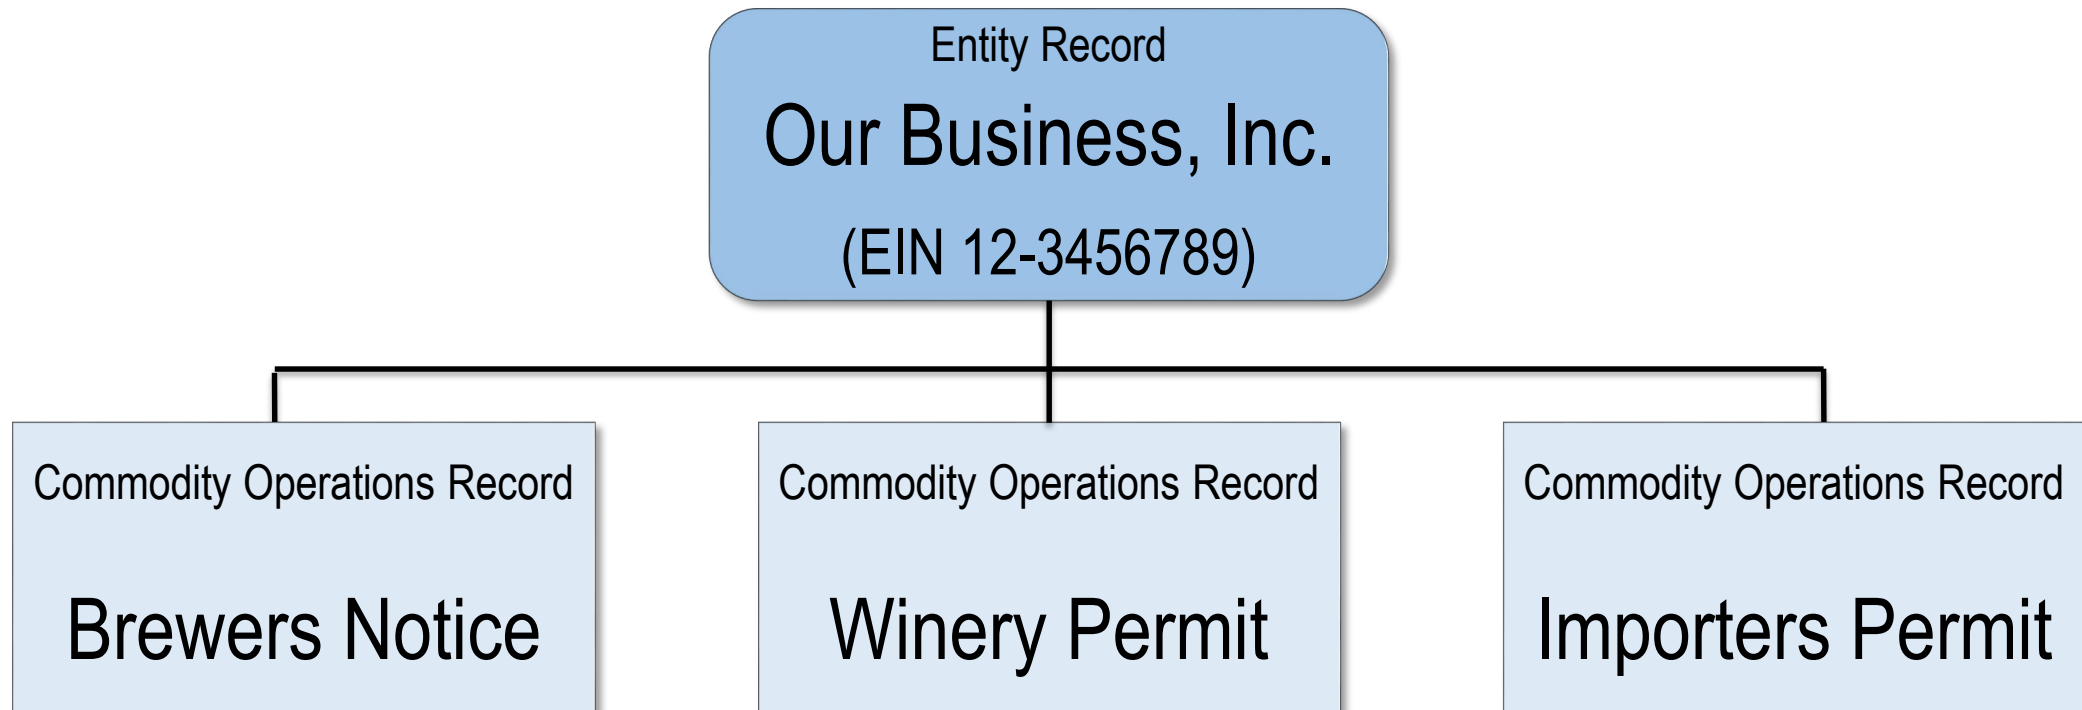 Entity Record
Our Business, Inc.
(EIN 12-3456789)
Commodity Operations Record
Brewers Notice
Commodity Operations Record
Winery Permit
Commodity Operations Record
Importers Permit